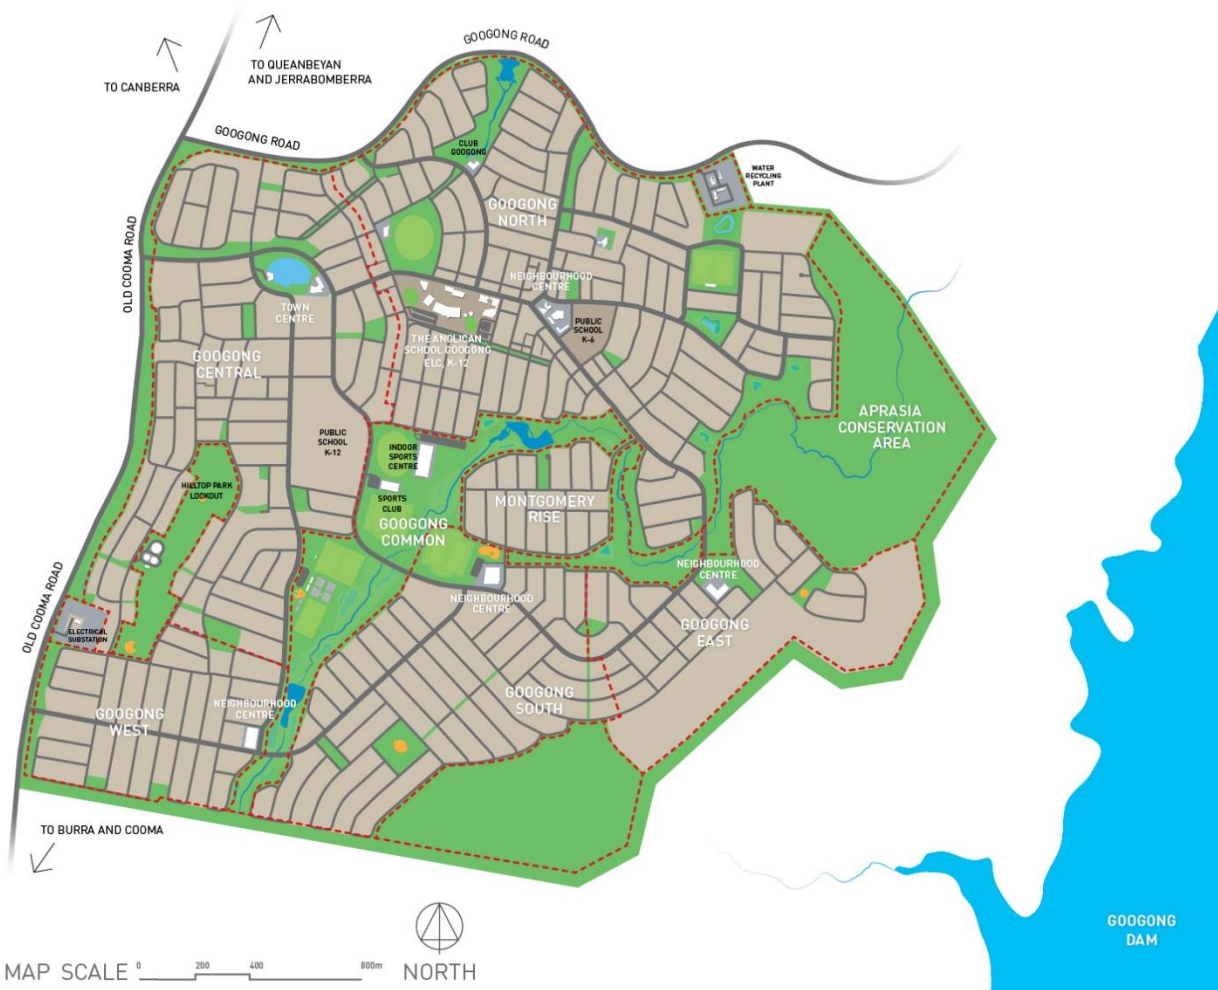 GOOGONG ROAD
TO QUEANBEYAN
AND JERRABOMBERRA
TO CANBERRA
GOOGONG ROAD
CLUB
GOOGONG
WATER
RECYCLING
PLANT
GOOGONG
NORTH
OLD COOMA ROAD
NEIGHBOURHOOD
CENTRE
TOWN
CENTRE
PUBLIC
SCHOOL
K-6
THE ANGLICAN
SCHOOL GOOGONG
ELC, K-12
GOOGONG
CENTRAL
APRASIA
CONSERVATION
AREA
PUBLIC
SCHOOL
K-12
INDOOR
SPORTS
CENTRE
HILLTOP PARK
LOOKOUT
SPORTS
CLUB
MONTGOMERY
RISE
GOOGONG
COMMON
NEIGHBOURHOOD
CENTRE
OLD COOMA ROAD
NEIGHBOURHOOD
CENTRE
GOOGONG
EAST
ELECTRICAL
SUBSTATION
GOOGONG
SOUTH
NEIGHBOURHOOD
CENTRE
GOOGONG
WEST
TO BURRA AND COOMA
GOOGONG
DAM
MAP SCALE 0 200 400 800m NORTH